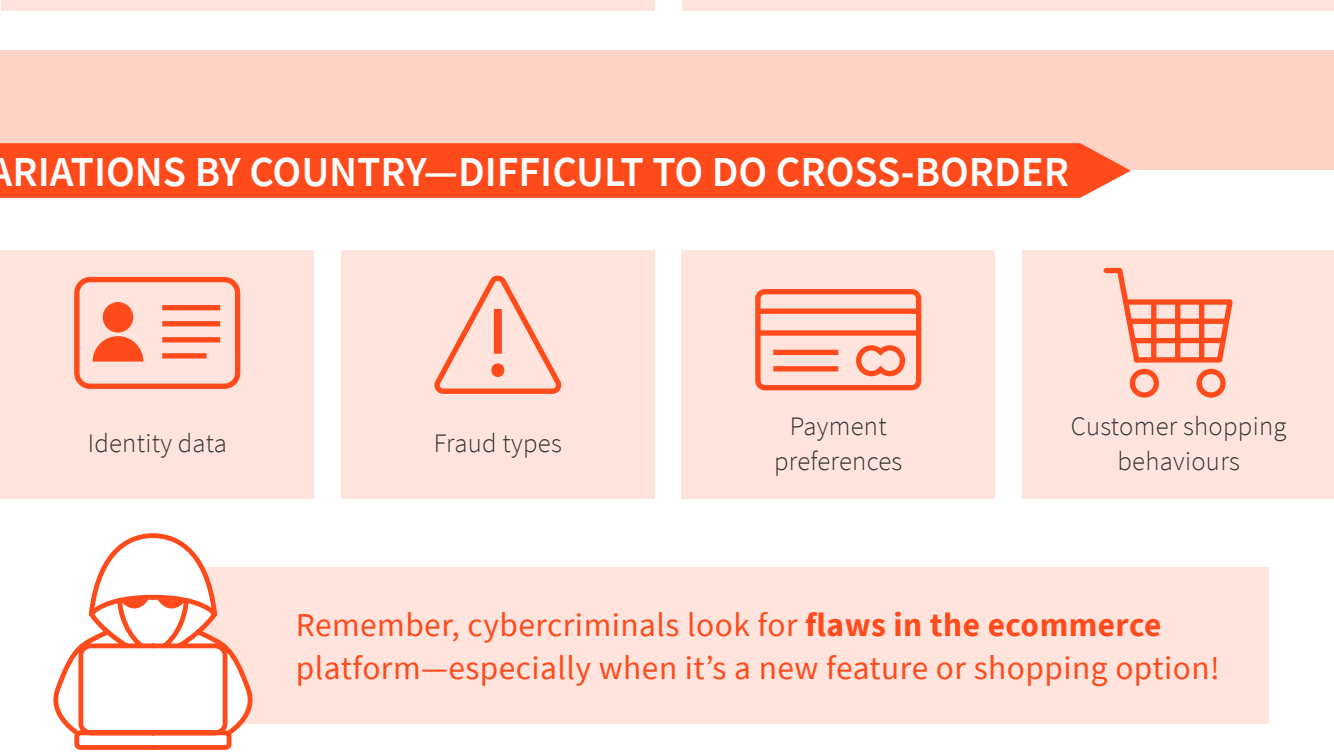 BY COUNTRY—DIFFICULT TO DO CROSS-BORDER
Identity data
Fraud types
Payment
preferences
Customer shopping
behaviours
Remember, cybercriminals look for flaws in the ecommerce
platform—especially when it’s a new feature or shopping option!